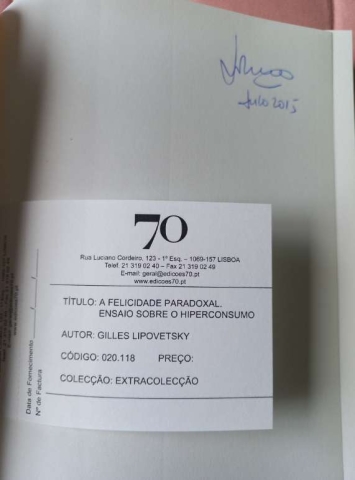 Julho 2015
70
Rua Luciano Cordeiro, 123 - 1º Esq. – 1069-157 LISBOA
Telef. 21 319 02 40 – Fax 21 319 02 49
E-mail: geral@edicoes70.pt
www.edicoes70.pt
TÍTULO: A FELICIDADE PARADOXAL.
ENSAIO SOBRE O HIPERCONSUMO
AUTOR: GILLES LIPOVETSKY
CÓDIGO: 020.118 PREÇO:
COLECÇÃO: EXTRACOLECÇÃO
Data de Fornecimento / /
Nº de Factura